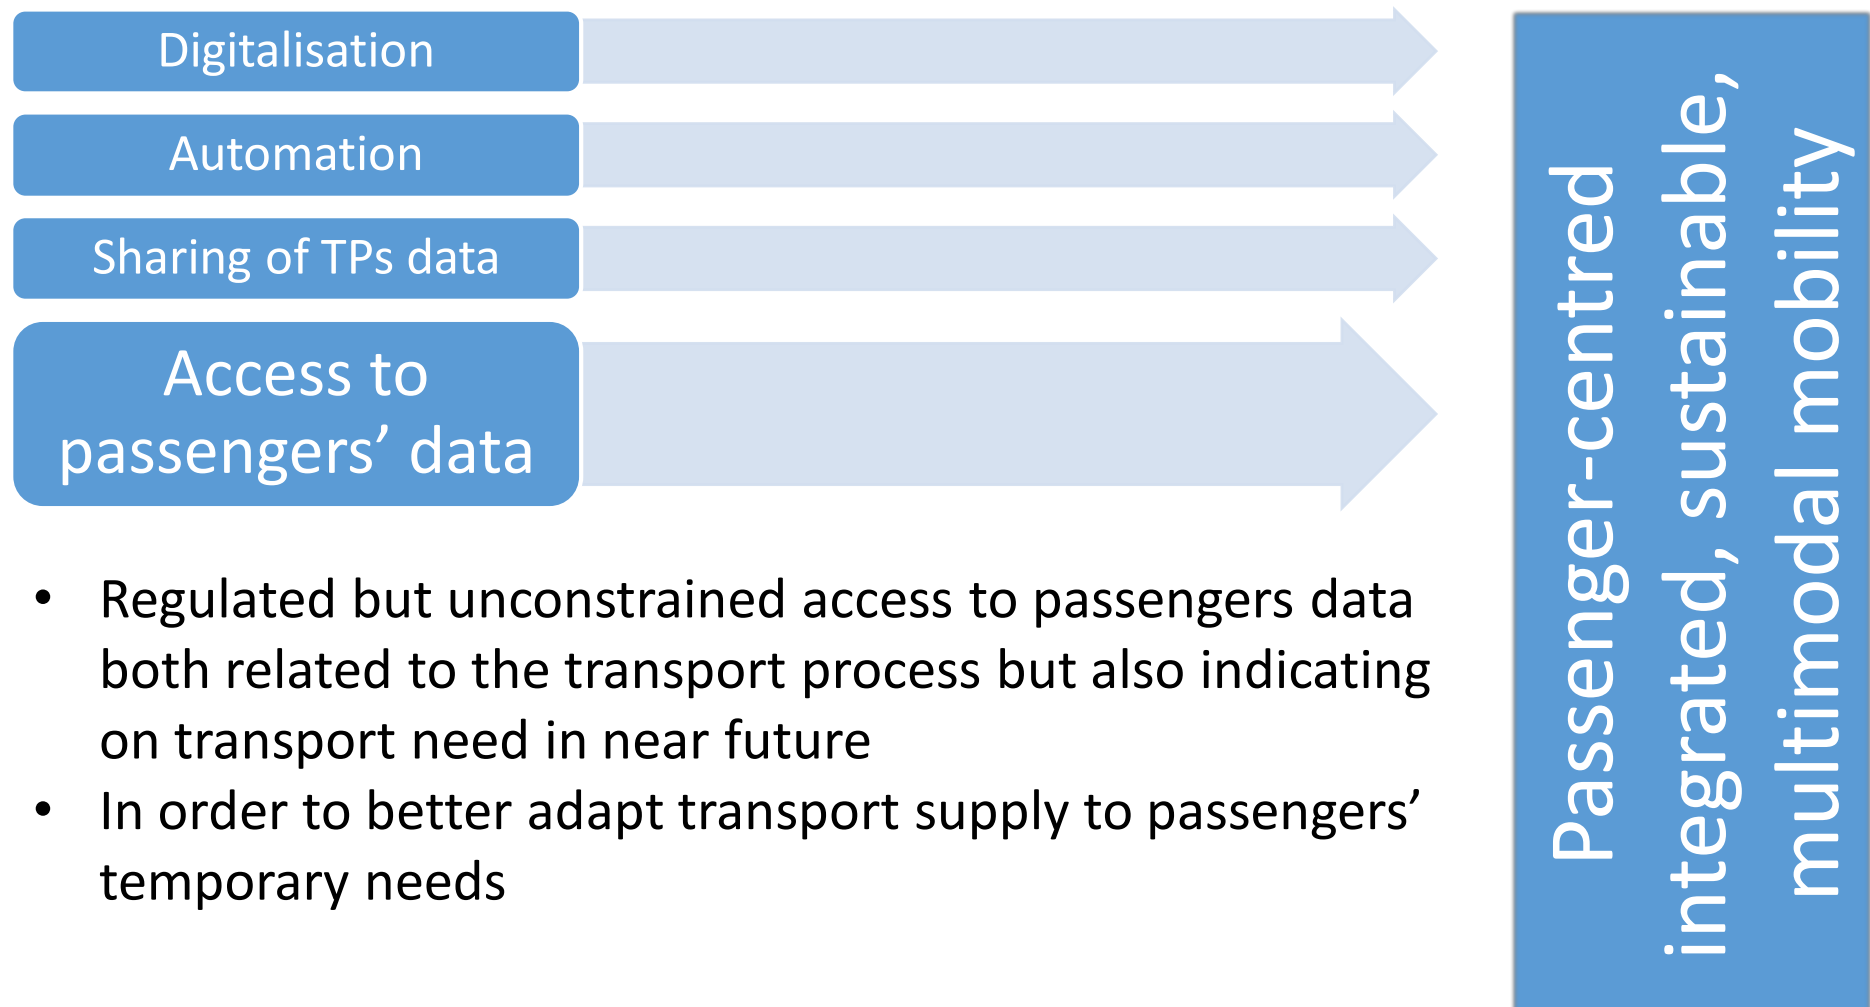 Digitalisation
Automation
Sharing of TPs data
Access to
passengers’ data
• Regulated but unconstrained access to passengers data
both related to the transport process but also indicating
on transport need in near future
• In order to better adapt transport supply to passengers’
temporary needs
Passenger-centred
integrated, sustainable,
multimodal mobility